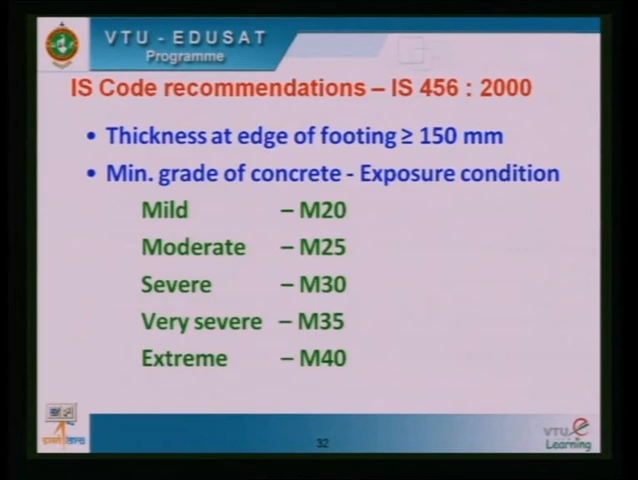 VTU - EDUSAT
Programme
IS Code recommendations – IS 456 : 2000
• Thickness at edge of footing ≥ 150 mm
• Min. grade of concrete - Exposure condition
Mild – M20
Moderate – M25
Severe – M30
Very severe – M35
Extreme – M40
32
VTU e
Learning